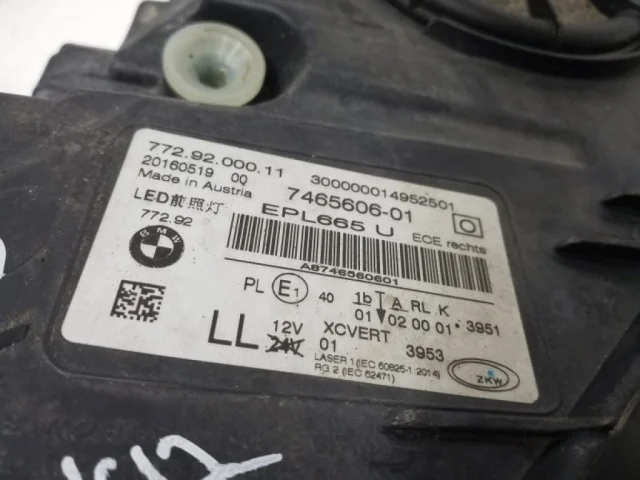 772.92.000.11 300000014952501
20160519 00 7465606-01
Made in Austria
LED前照灯 EPL665 U ECE rechts
772.92
BMW
A8746560601
PL E1 40 1b A RL K
01 02 00 01 3951
LL 12V XCVERT
24V 01 3953
LASER 1 (IEC 60825-1:2014)
RG 2 (IEC 62471)
ZKW